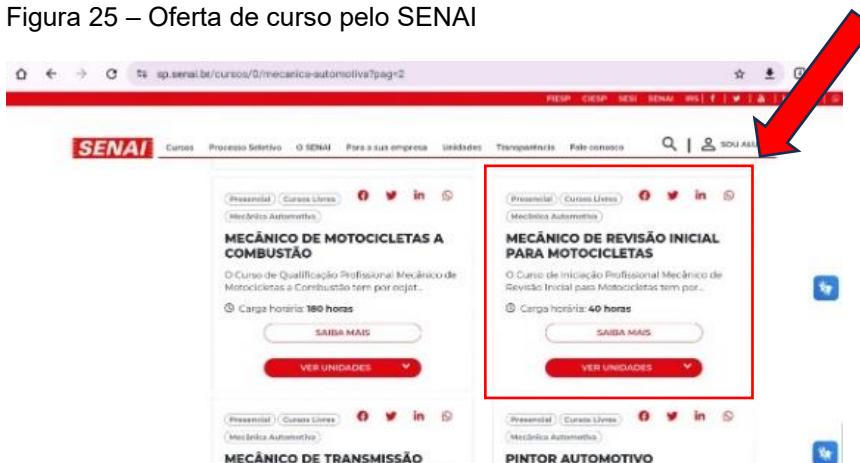 Figura 25 – Oferta de curso pelo SENAI
sp.senai.br/cursos/0/mecanica-automotiva?pag=2
FIESP CIESP SESI SENAI IRS
SENAI Cursos Processo Seletivo O SENAI Para a sua empresa Unidades Transparência Fale conosco SOU
Presencial Cursos Livres
Mecânica Automotiva
MECÂNICO DE MOTOCICLETAS A
COMBUSTÃO
O Curso de Qualificação Profissional Mecânico de
Motocicletas a Combustão tem por
Carga horária: 180 horas
SAIBA MAIS
VER UNIDADES
Presencial Cursos Livres
Mecânica Automotiva
MECÂNICO DE REVISÃO INICIAL
PARA MOTOCICLETAS
O Curso de Iniciação Profissional Mecânico de
Revisão Inicial para Motocicletas tem por...
Carga horária: 40 horas
SAIBA MAIS
VER UNIDADES
Presencial Cursos Livres
Mecânica Automotiva
MECÂNICO DE TRANSMISSÃO
Presencial Cursos Livres
Mecânica Automotiva
PINTOR AUTOMOTIVO